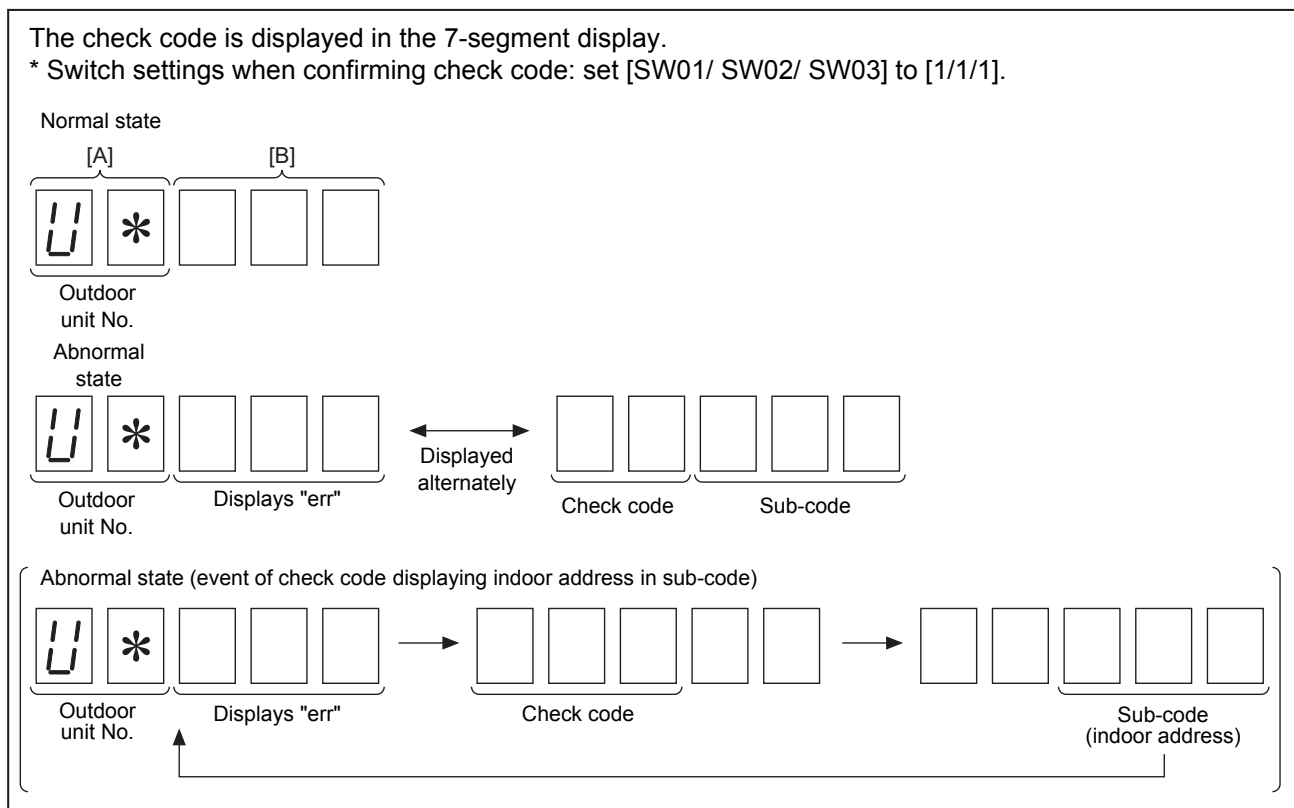 The check code is displayed in the 7-segment display.
* Switch settings when confirming check code: set [SW01/ SW02/ SW03] to [1/1/1].
Normal state
[A] [B]
U *
Outdoor
unit No.
Abnormal
state
U *
Displayed
alternately
Outdoor
unit No.
Displays "err"
Check code
Sub-code
Abnormal state (event of check code displaying indoor address in sub-code)
U *
Outdoor
unit No.
Displays "err"
Check code
Sub-code
(indoor address)